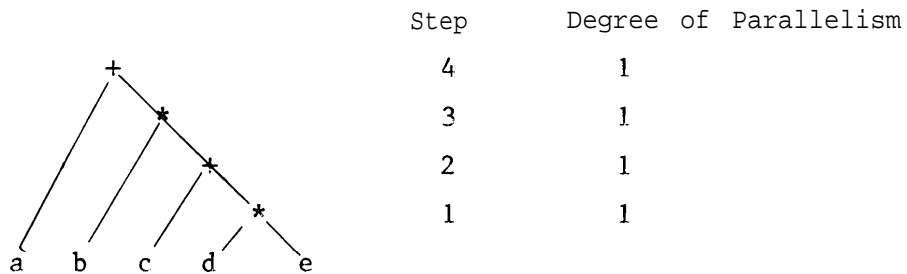 Step Degree of Parallelism
+ 4 1
* 3 1
+ 2 1
* 1 1
a b c d e